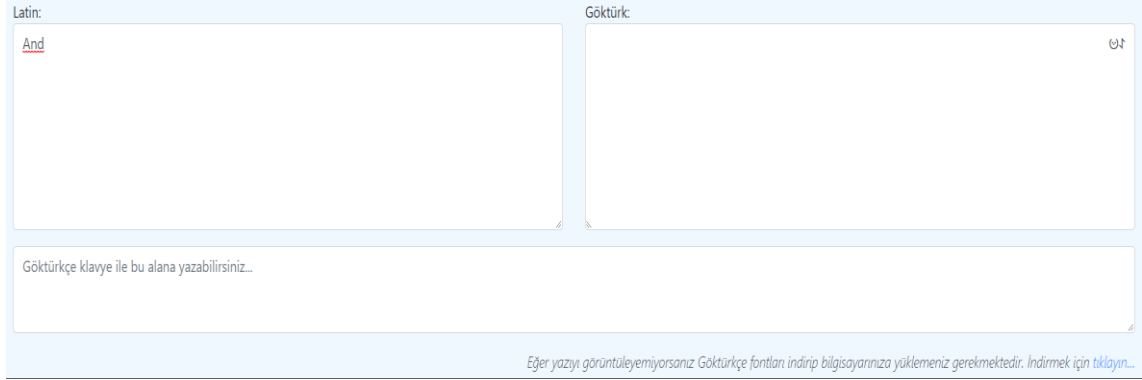 Latin:
Göktürk:
And
𐰀𐰦
Göktürkçe klavye ile bu alana yazabilirsiniz...
Eğer yazıyı görüntüleyemiyorsanız Göktürkçe fontları indirip bilgisayarınıza yüklemeniz gerekmektedir. İndirmek için tıklayın...